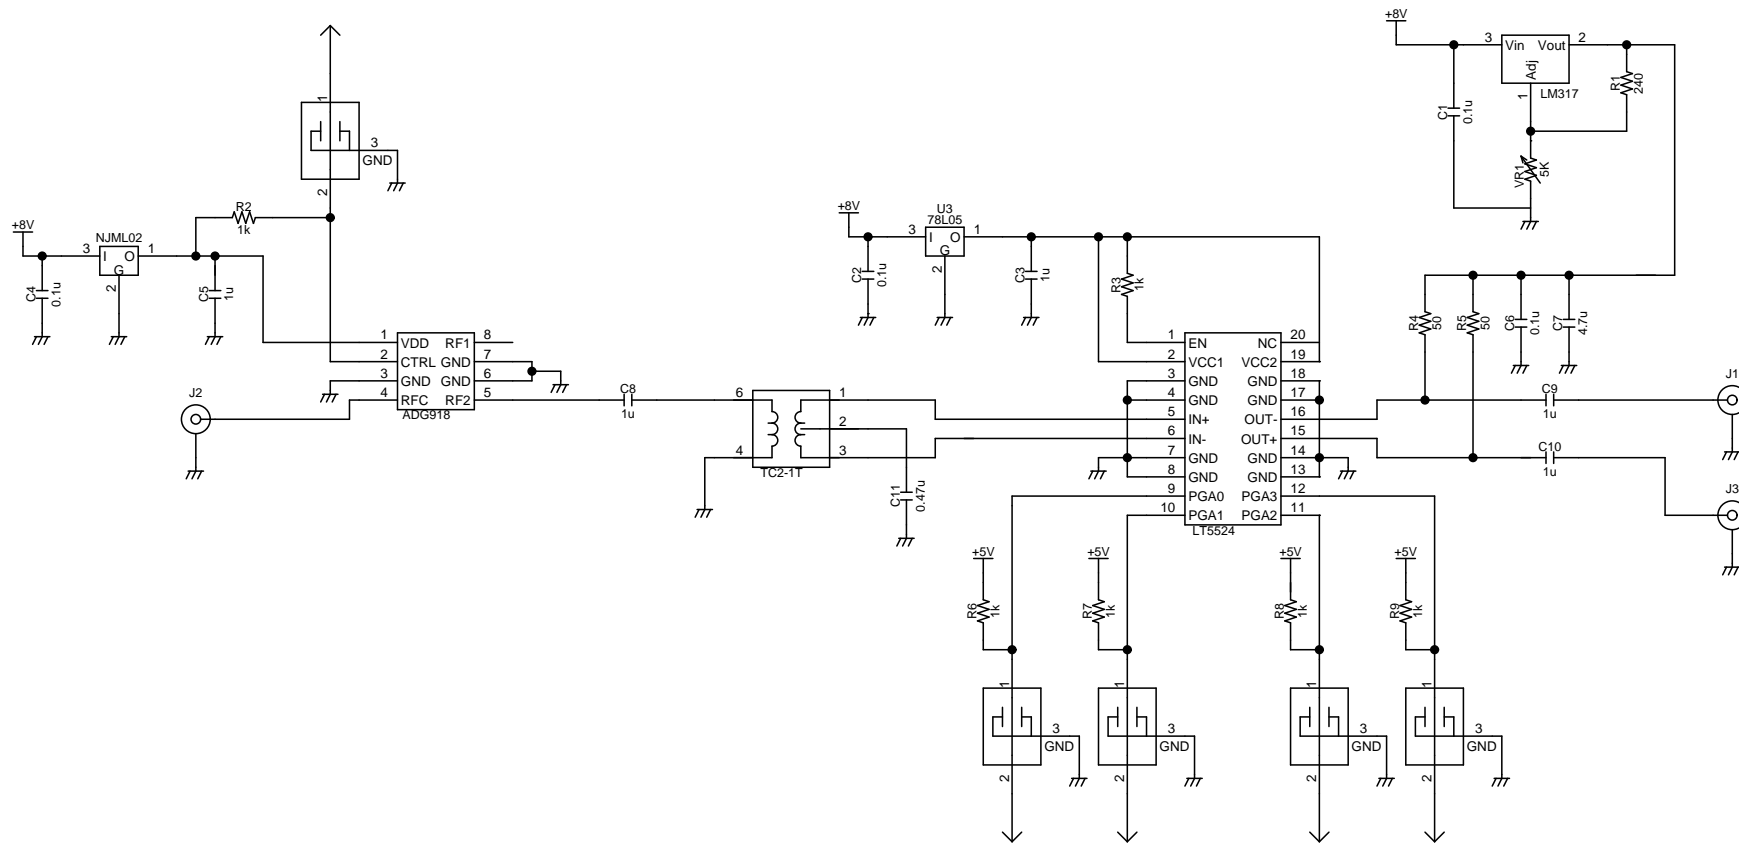 +8V
3
Vin
Vout
2
Adj
1
LM317
R1
240
C1
0.1u
VR1
5K
1
3
GND
2
R2
1k
+8V
NJML02
3
I
O
1
G
2
C4
0.1u
C5
1u
+8V
U3
78L05
3
I
O
1
G
2
C2
0.1u
C3
1u
R3
1k
R4
50
R5
50
C6
0.1u
C7
4.7u
1
VDD
RF1
8
2
CTRL
GND
7
3
GND
GND
6
4
RFC
RF2
5
ADG918
J2
C8
1u
6
1
2
4
3
TC2-1T
C11
0.47u
1
EN
NC
20
2
VCC1
VCC2
19
3
GND
GND
18
4
GND
GND
17
5
IN+
OUT-
16
6
IN-
OUT+
15
7
GND
GND
14
8
GND
GND
13
9
PGA0
PGA3
12
10
PGA1
PGA2
11
LT5524
C9
1u
J1
C10
1u
J3
+5V
R6
1k
+5V
R7
1k
+5V
R8
1k
+5V
R9
1k
1
3
GND
2
1
3
GND
2
1
3
GND
2
1
3
GND
2